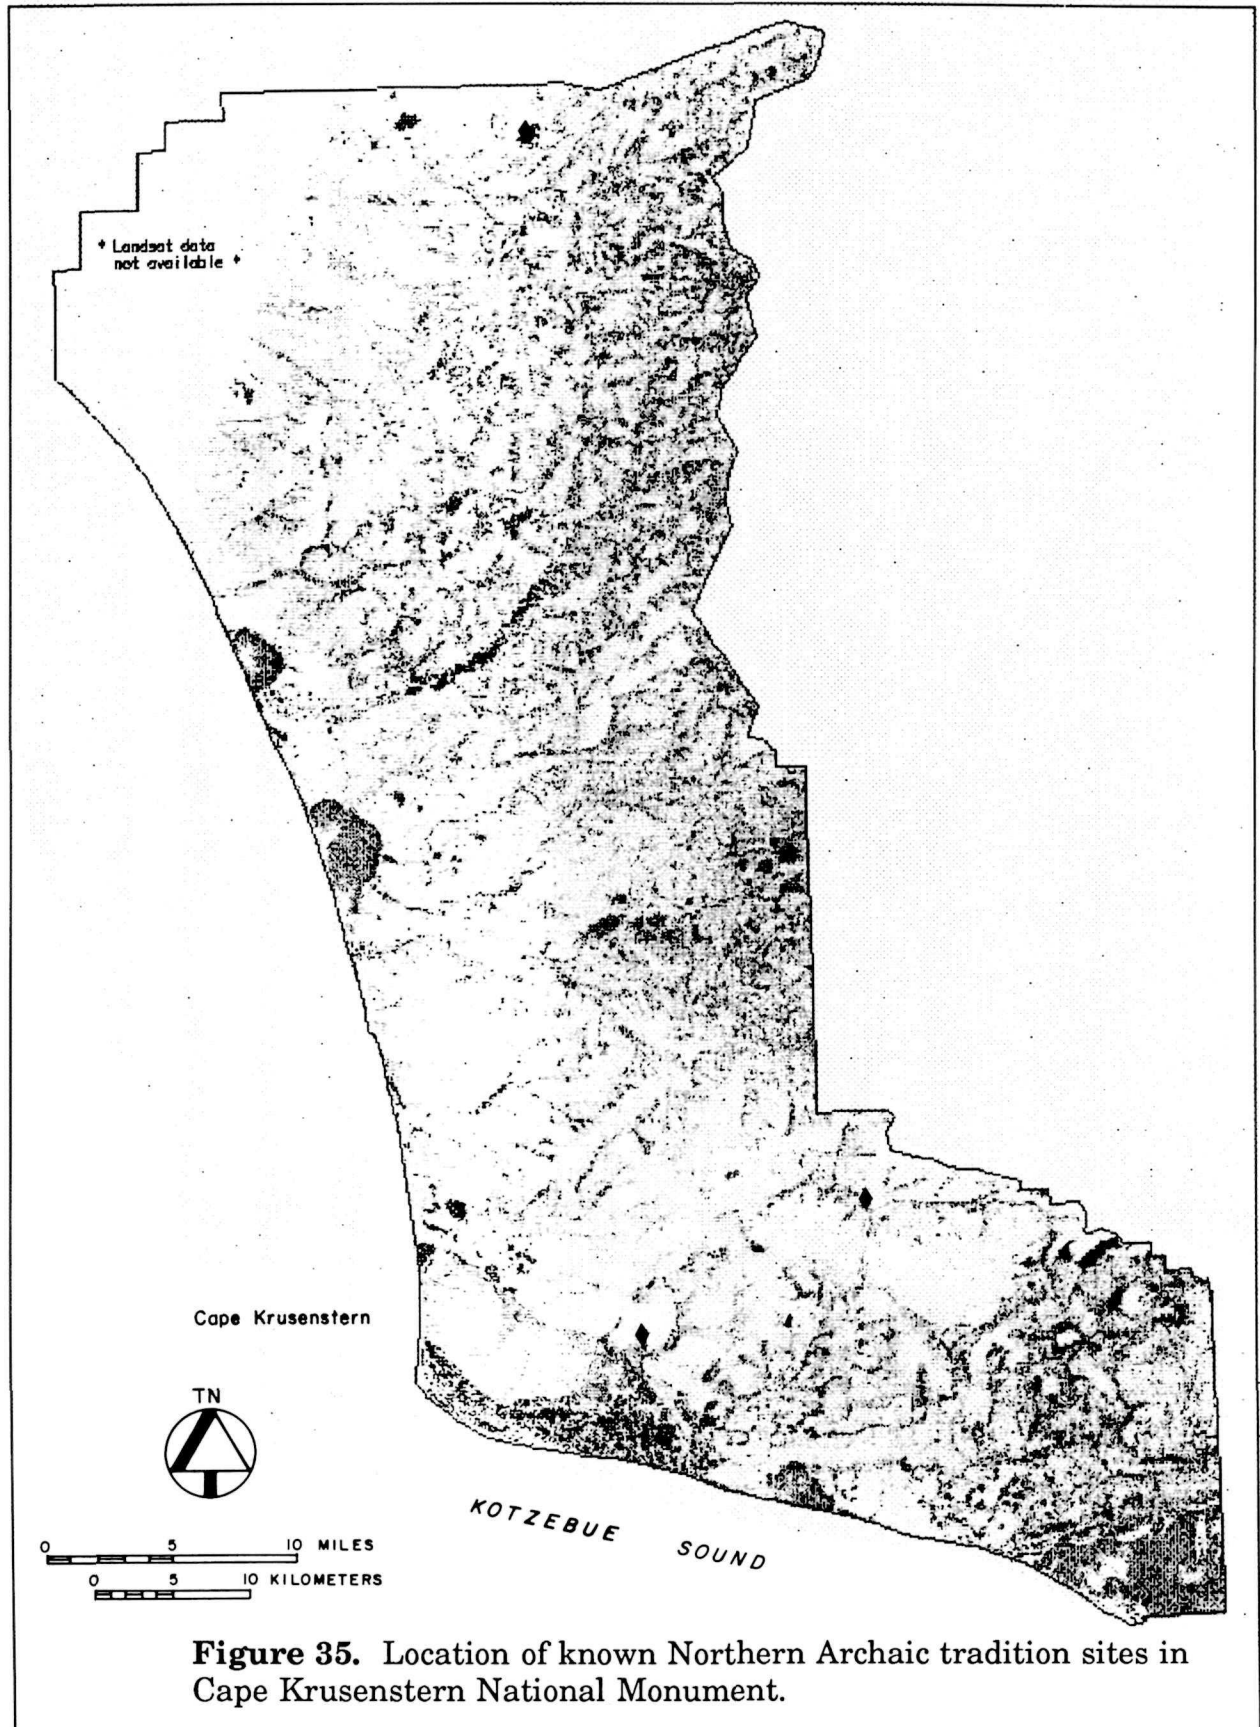 * Landsat data
not available *
Cape Krusenstern
TN
0 5 10 MILES
0 5 10 KILOMETERS
KOTZEBUE SOUND
Figure 35. Location of known Northern Archaic tradition sites in
Cape Krusenstern National Monument.